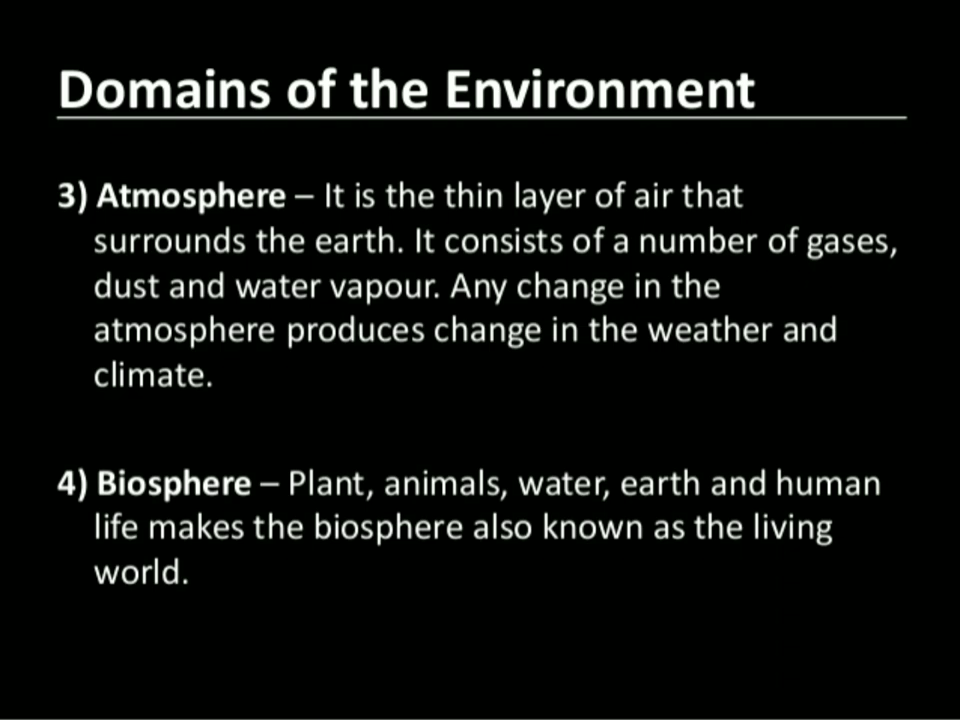 Domains of the Environment
3) Atmosphere – It is the thin layer of air that
surrounds the earth. It consists of a number of gases,
dust and water vapour. Any change in the
atmosphere produces change in the weather and
climate.
4) Biosphere – Plant, animals, water, earth and human
life makes the biosphere also known as the living
world.